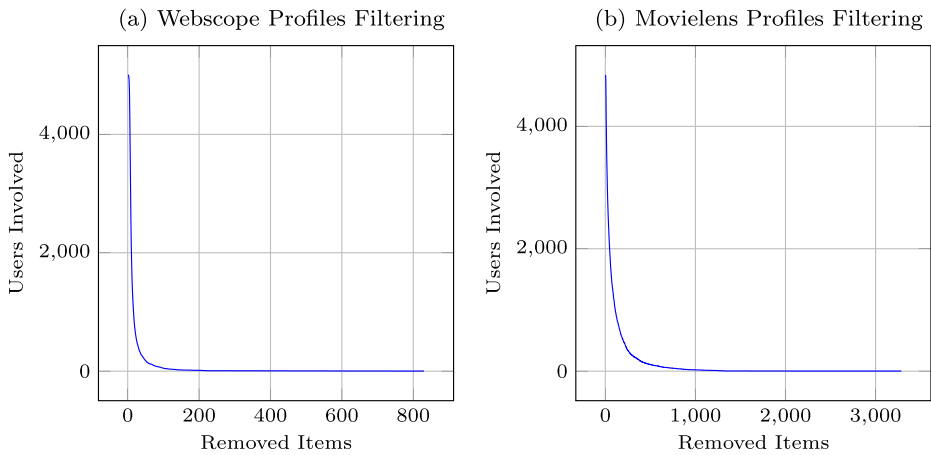 (a) Webscope Profiles Filtering
4,000
2,000
0
Users Involved
0 200 400 600 800
Removed Items
(b) Movielens Profiles Filtering
4,000
2,000
0
Users Involved
0 1,000 2,000 3,000
Removed Items